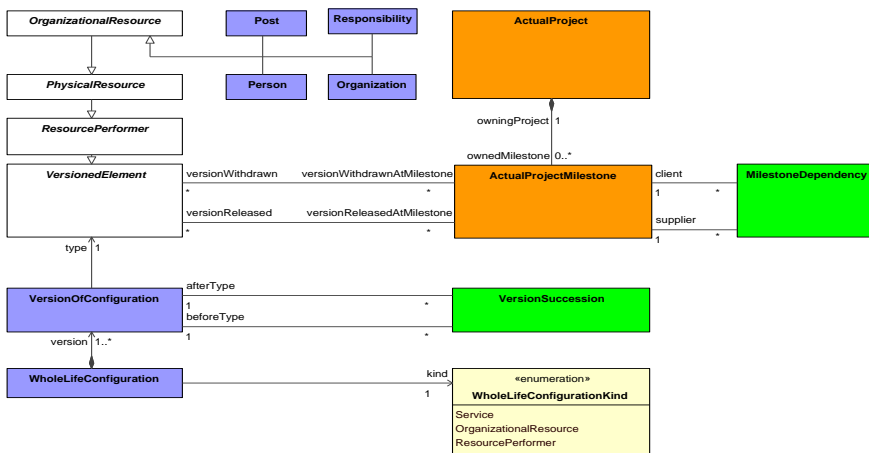 OrganizationalResource
Post
Responsibility
ActualProject
PhysicalResource
Person
Organization
ResourcePerformer
owningProject 1
ownedMilestone 0..*
VersionedElement
versionWithdrawn
versionWithdrawnAtMilestone
ActualProjectMilestone
client
MilestoneDependency
*
*
1
*
versionReleased
versionReleasedAtMilestone
supplier
*
*
1
*
type 1
afterType
VersionOfConfiguration
1
*
VersionSuccession
beforeType
version 1..*
1
*
kind
WholeLifeConfiguration
1
«enumeration»
WholeLifeConfigurationKind
Service
OrganizationalResource
ResourcePerformer